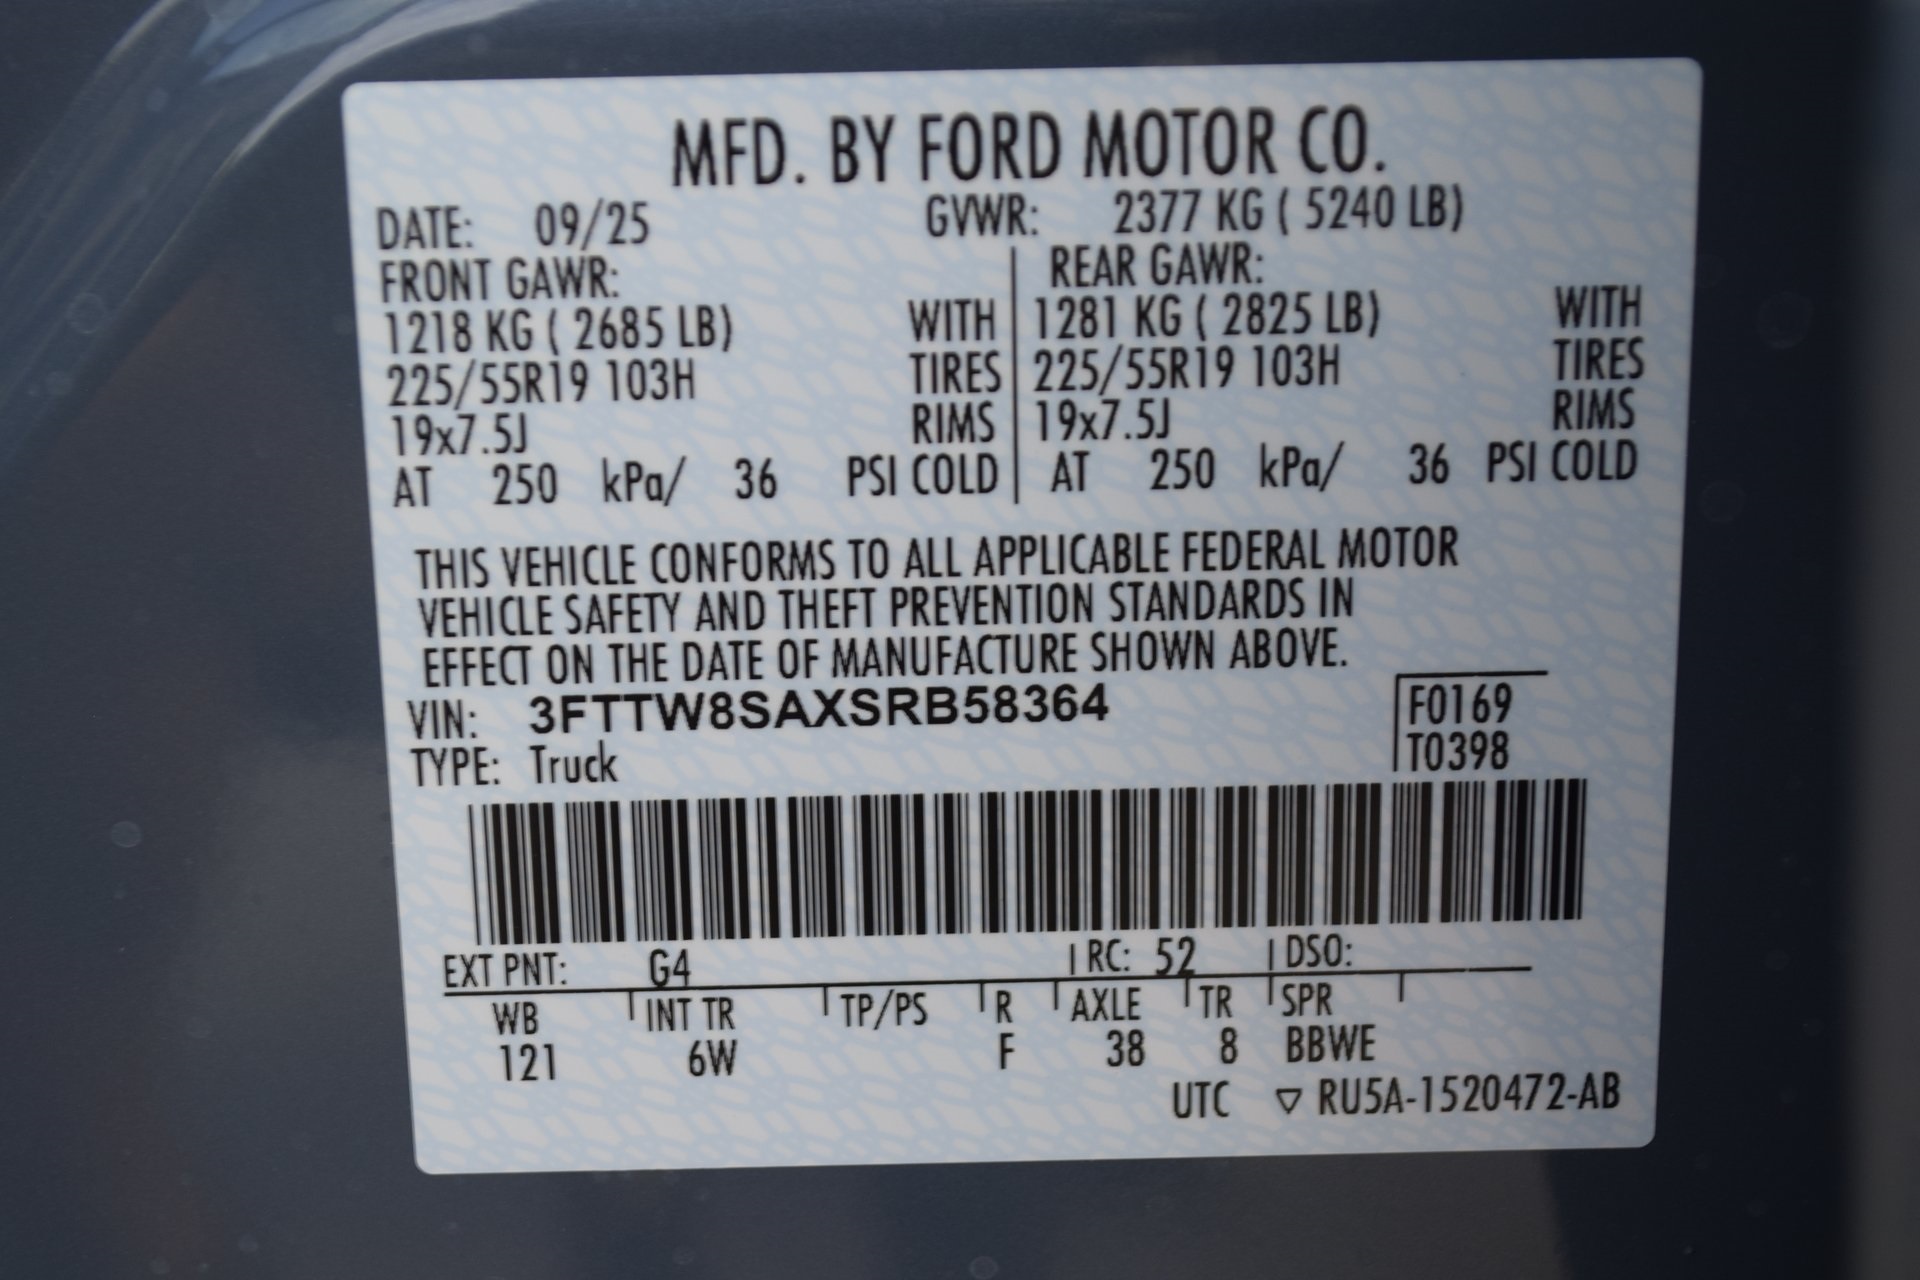 MFD. BY FORD MOTOR CO.
DATE: 09/25 GVWR: 2377 KG ( 5240 LB)
FRONT GAWR: REAR GAWR:
1218 KG ( 2685 LB) WITH 1281 KG ( 2825 LB) WITH
225/55R19 103H TIRES 225/55R19 103H TIRES
19x7.5J RIMS 19x7.5J RIMS
AT 250 kPa/ 36 PSI COLD AT 250 kPa/ 36 PSI COLD
THIS VEHICLE CONFORMS TO ALL APPLICABLE FEDERAL MOTOR
VEHICLE SAFETY AND THEFT PREVENTION STANDARDS IN
EFFECT ON THE DATE OF MANUFACTURE SHOWN ABOVE.
VIN: 3FTTW8SAXSRB58364 F0169
TYPE: Truck T0398
EXT PNT: G4 RC: 52 DSO:
WB INT TR TP/PS R AXLE TR SPR
121 6W F 38 8 BBWE
UTC ▽ RU5A-1520472-AB